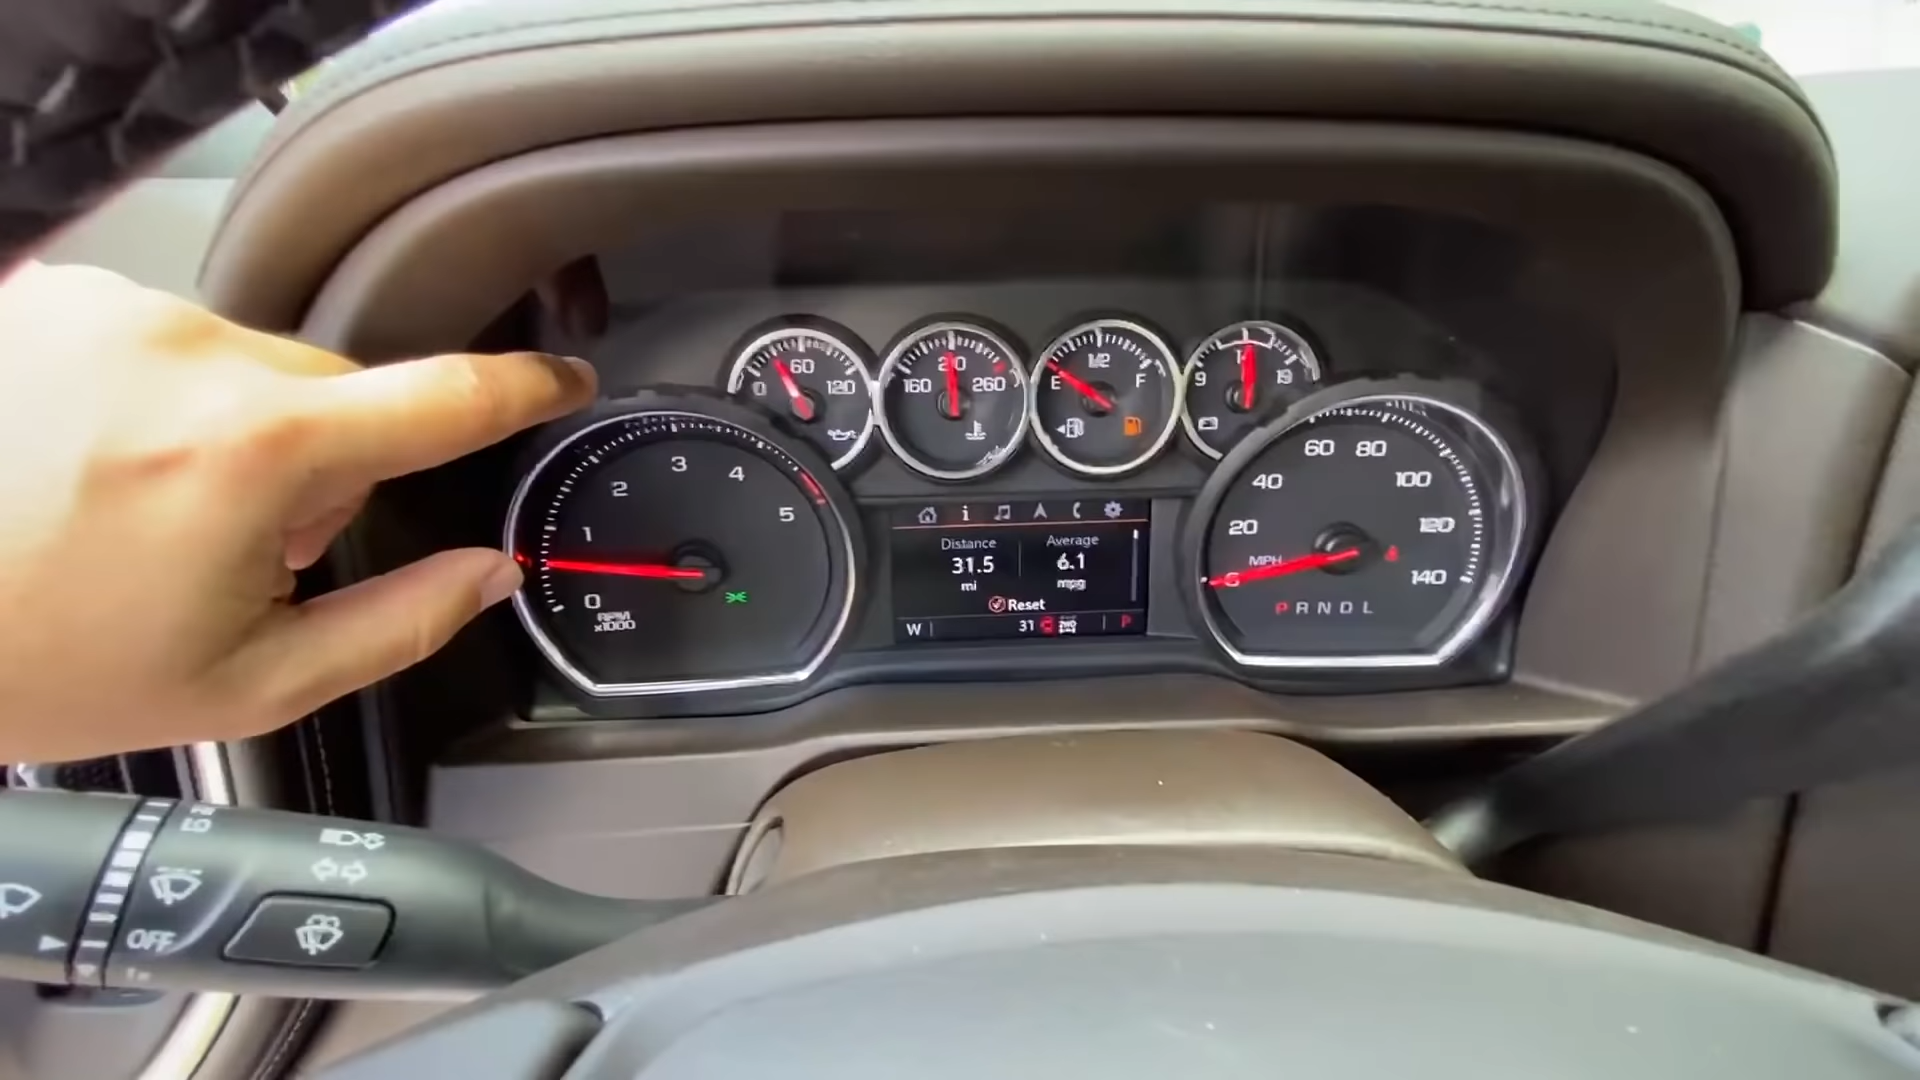 0 60 120
160 210 260
E 1/2 F
9 14 19
0 1 2 3 4 5
RPM
x1000
Distance
31.5
mi
Average
6.1
mpg
Reset
W
31
2WD
P
20 40 60 80 100 120 140
MPH
P R N D L
OFF